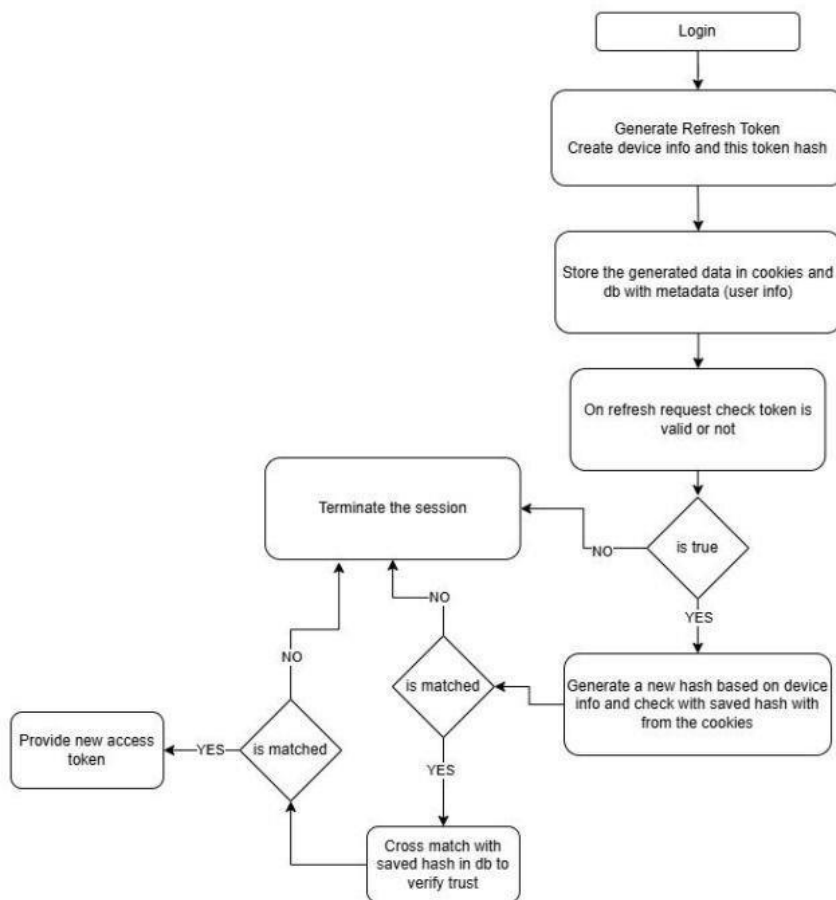 Login
Generate Refresh Token
Create device info and this token hash
Store the generated data in cookies and
db with metadata (user info)
On refresh request check token is
valid or not
Terminate the session
is true
NO
YES
NO
Generate a new hash based on device
info and check with saved hash with
from the cookies
is matched
NO
YES
Cross match with
saved hash in db to
verify trust
is matched
YES
Provide new access
token